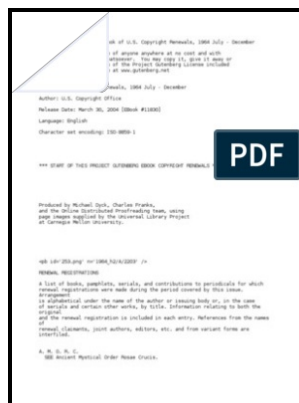 ok of U.S. Copyright Renewals, 1964 July - December
of anyone anywhere at no cost and with
whatsoever. You may copy it, give it away or
of the Project Gutenberg License included
at www.gutenberg.net
newals, 1964 July - December
Author: U.S. Copyright Office
Release Date: March 30, 2004 [EBook #11800]
Language: English
Character set encoding: ISO-8859-1
*** START OF THIS PROJECT GUTENBERG EBOOK COPYRIGHT RENEWALS
PDF
Produced by Michael Dyck, Charles Franks,
and the Online Distributed Proofreading Team, using
page images supplied by the Universal Library Project
at Carnegie Mellon University.
RENEWAL REGISTRATIONS
A list of books, pamphlets, serials, and contributions to periodicals for which
renewal registrations were made during the period covered by this issue.
Arrangement
is alphabetical under the name of the author or issuing body or, in the case
of serials and certain other works, by title. Information relating to both the
original
and the renewal registration is included in each entry. References from the names
of
renewal claimants, joint authors, editors, etc. and from variant forms are
interfiled.
A. M. O. R. C.
SEE Ancient Mystical Order Rosae Crucis.